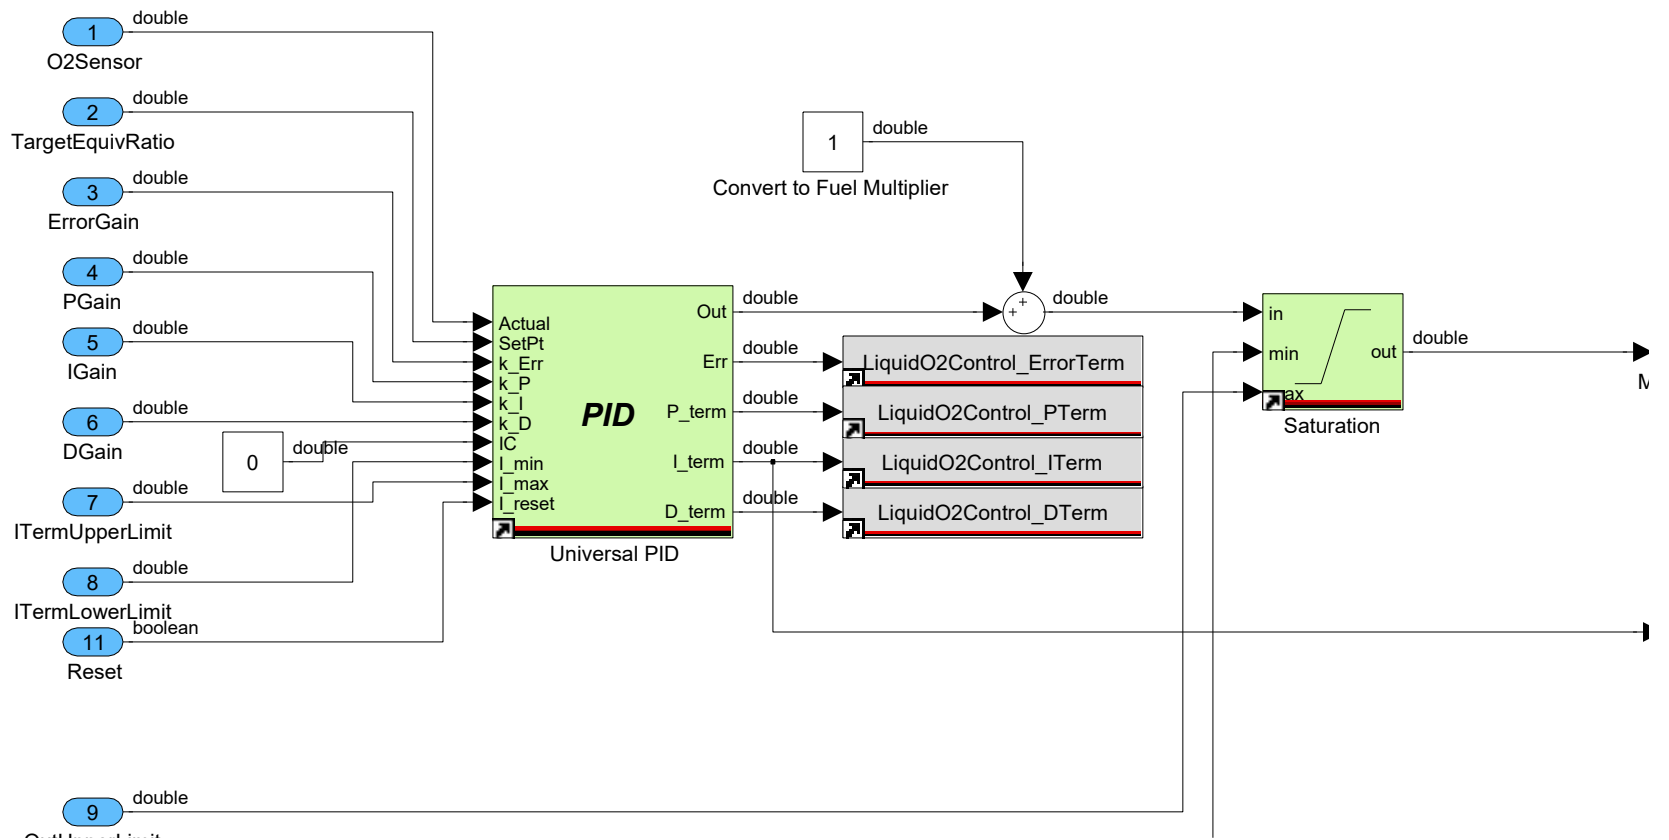 1
double
O2Sensor
2
double
TargetEquivRatio
3
double
ErrorGain
4
double
PGain
5
double
IGain
6
double
DGain
0
double
7
double
ITermUpperLimit
8
double
ITermLowerLimit
11
boolean
Reset
9
double
Actual
SetPt
k_Err
k_P
k_I
k_D
IC
I_min
I_max
I_reset
PID
Out
Err
P_term
I_term
D_term
Universal PID
double
double
double
double
double
1
double
Convert to Fuel Multiplier
+
+
double
LiquidO2Control_ErrorTerm
LiquidO2Control_PTerm
LiquidO2Control_ITerm
LiquidO2Control_DTerm
in
min
ax
out
Saturation
double